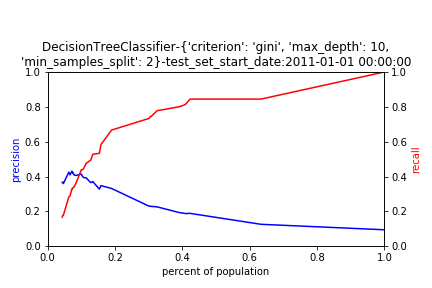 DecisionTreeClassifier-{'criterion': 'gini', 'max_depth': 10,
'min_samples_split': 2}-test_set_start_date:2011-01-01 00:00:00
1.0
0.8
0.6
0.4
0.2
0.0
precision
1.0
0.8
0.6
0.4
0.2
0.0
recall
0.0 0.2 0.4 0.6 0.8 1.0
percent of population